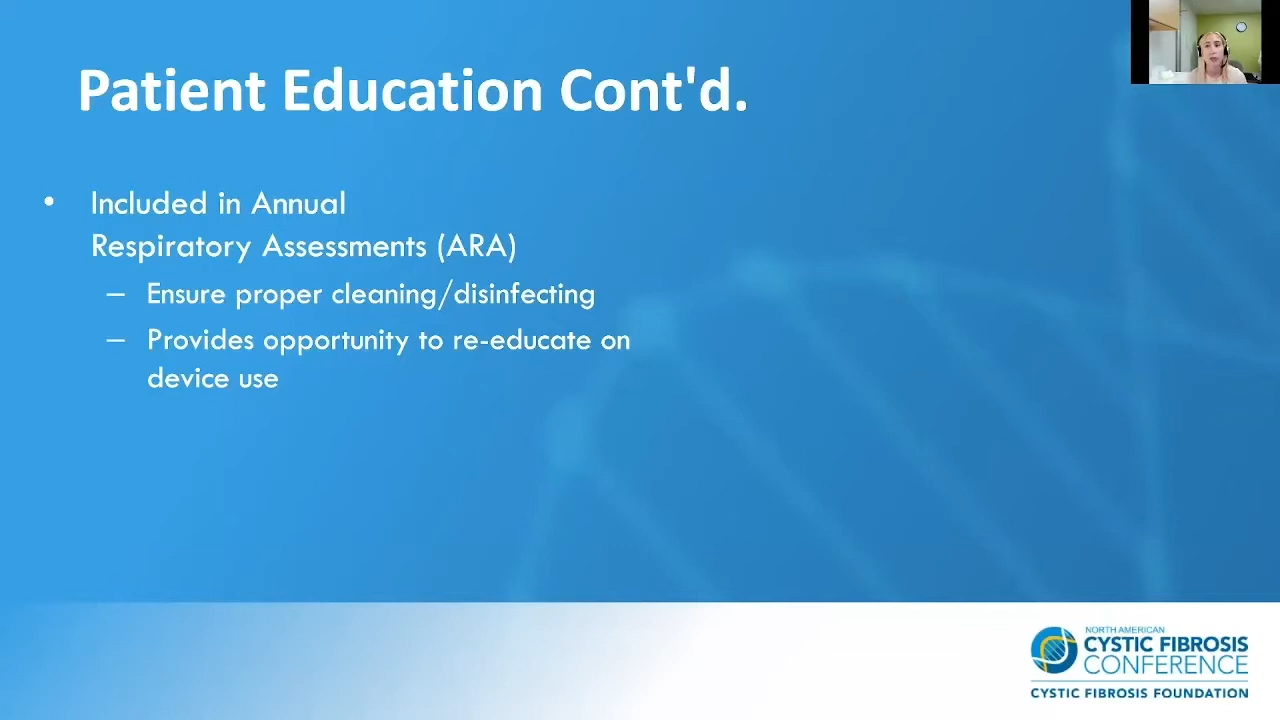 Patient Education Cont'd.
• Included in Annual
Respiratory Assessments (ARA)
– Ensure proper cleaning/disinfecting
– Provides opportunity to re-educate on
device use
NORTH AMERICAN
CYSTIC FIBROSIS
CONFERENCE
CYSTIC FIBROSIS FOUNDATION